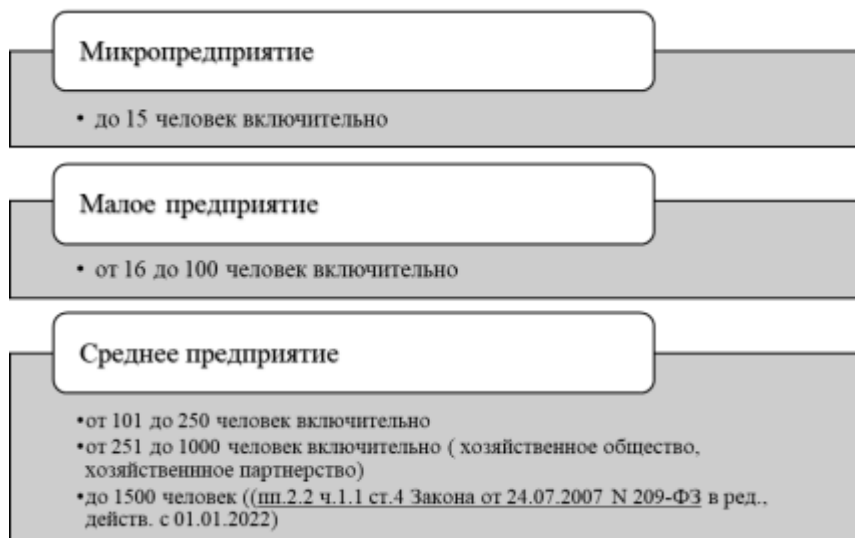 Микропредприятие
• до 15 человек включительно
Малое предприятие
• от 16 до 100 человек включительно
Среднее предприятие
•от 101 до 250 человек включительно
•от 251 до 1000 человек включительно ( хозяйственное общество,
хозяйственнное партнерство)
•до 1500 человек ((пп.2.2 ч.1.1 ст.4 Закона от 24.07.2007 N 209-ФЗ в ред.,
действ. с 01.01.2022)